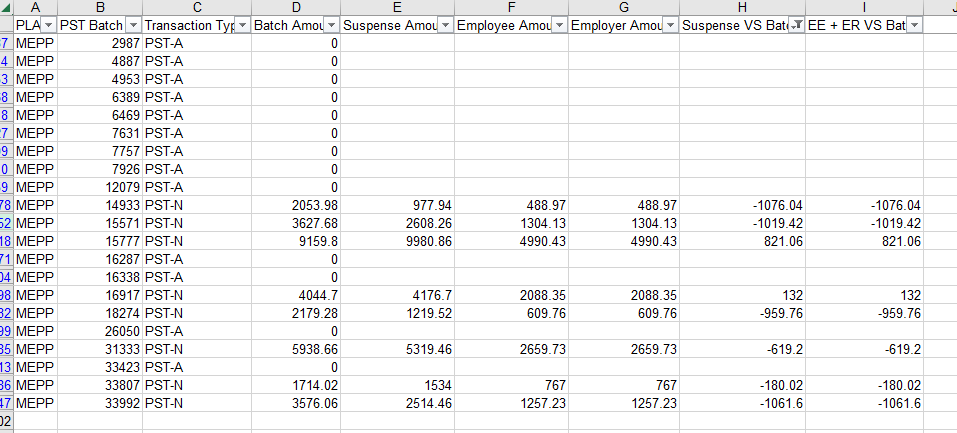 A B C D E F G H I
PLA PST Batch Transaction Typ Batch Amou Suspense Amou Employee Amou Employer Amou Suspense VS Bat EE + ER VS Bat
37 MEPP 2987 PST-A 0
4 MEPP 4887 PST-A 0
3 MEPP 4953 PST-A 0
8 MEPP 6389 PST-A 0
8 MEPP 6469 PST-A 0
27 MEPP 7631 PST-A 0
9 MEPP 7757 PST-A 0
0 MEPP 7926 PST-A 0
9 MEPP 12079 PST-A 0
78 MEPP 14933 PST-N 2053.98 977.94 488.97 488.97 -1076.04 -1076.04
52 MEPP 15571 PST-N 3627.68 2608.26 1304.13 1304.13 -1019.42 -1019.42
18 MEPP 15777 PST-N 9159.8 9980.86 4990.43 4990.43 821.06 821.06
71 MEPP 16287 PST-A 0
04 MEPP 16338 PST-A 0
98 MEPP 16917 PST-N 4044.7 4176.7 2088.35 2088.35 132 132
32 MEPP 18274 PST-N 2179.28 1219.52 609.76 609.76 -959.76 -959.76
99 MEPP 26050 PST-A 0
35 MEPP 31333 PST-N 5938.66 5319.46 2659.73 2659.73 -619.2 -619.2
13 MEPP 33423 PST-A 0
36 MEPP 33807 PST-N 1714.02 1534 767 767 -180.02 -180.02
47 MEPP 33992 PST-N 3576.06 2514.46 1257.23 1257.23 -1061.6 -1061.6
02